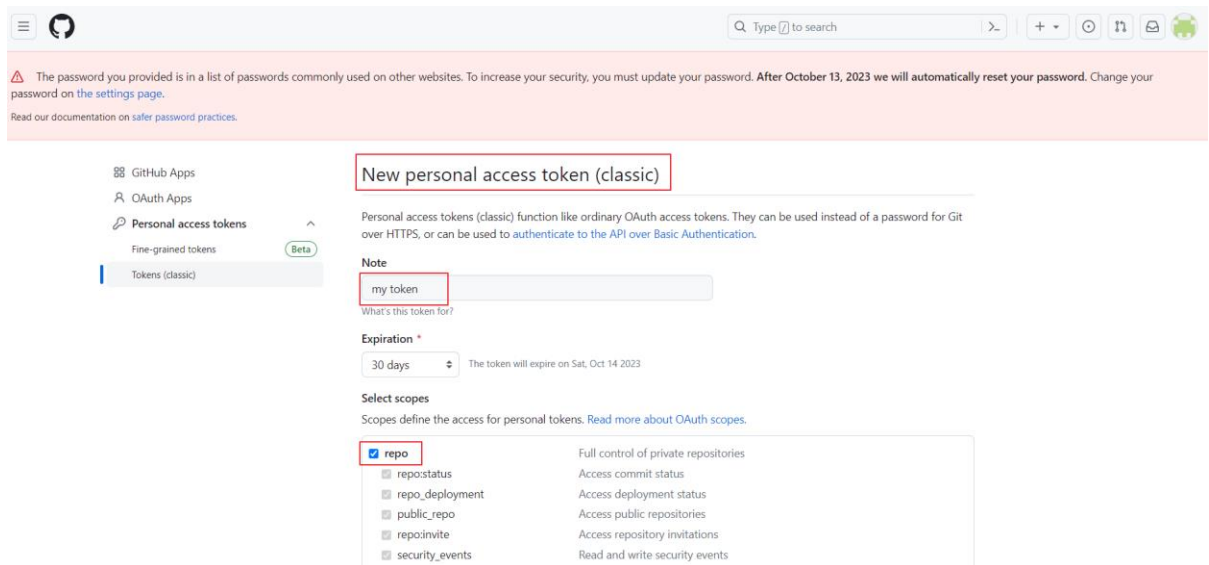 Type / to search
The password you provided is in a list of passwords commonly used on other websites. To increase your security, you must update your password. After October 13, 2023 we will automatically reset your password. Change your
password on the settings page.
Read our documentation on safer password practices.
GitHub Apps
OAuth Apps
Personal access tokens
Fine-grained tokens Beta
Tokens (classic)
New personal access token (classic)
Personal access tokens (classic) function like ordinary OAuth access tokens. They can be used instead of a password for Git
over HTTPS, or can be used to authenticate to the API over Basic Authentication.
Note
my token
What's this token for?
Expiration *
30 days The token will expire on Sat, Oct 14 2023
Select scopes
Scopes define the access for personal tokens. Read more about OAuth scopes.
repo Full control of private repositories
repo:status Access commit status
repo_deployment Access deployment status
public_repo Access public repositories
repo:invite Access repository invitations
security_events Read and write security events